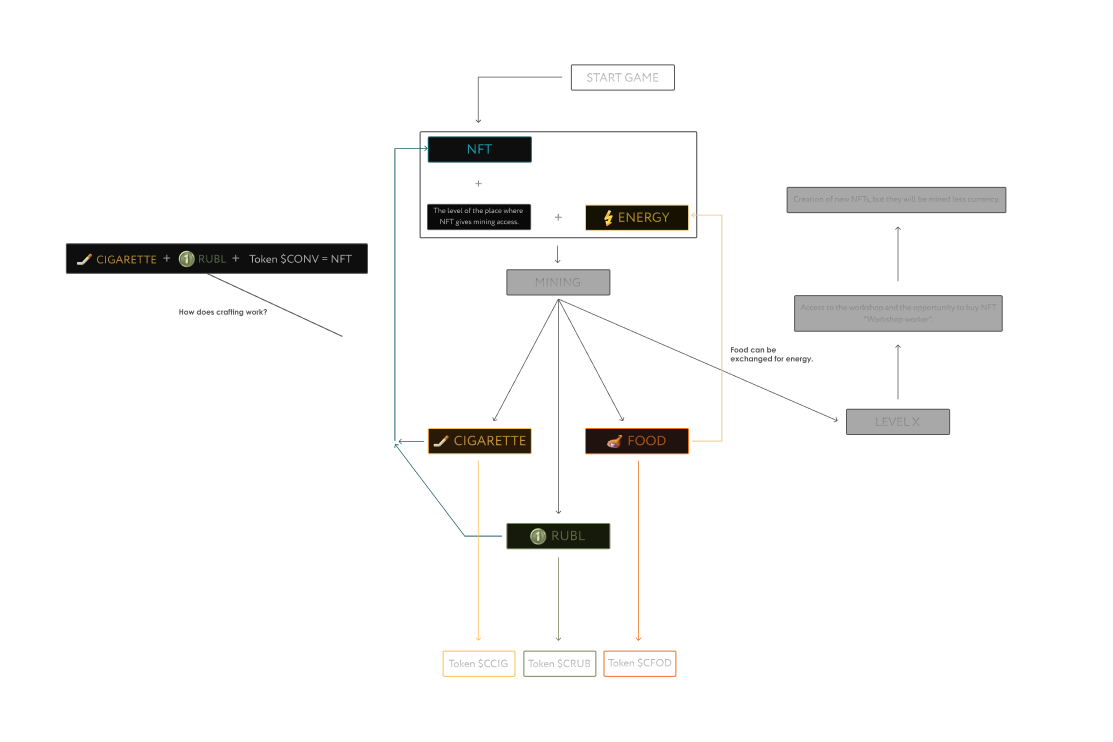 START GAME
NFT
+
The level of the place where
NFT gives mining access.
+
ENERGY
Creation of new NFTs, but they will be mined less currency.
CIGARETTE + 1 RUBL + Token $CONV = NFT
MINING
Access to the workshop and the opportunity to buy NFT
"Workshop worker".
How does crafting work?
Food can be
exchanged for energy.
LEVEL X
CIGARETTE
FOOD
1 RUBL
Token $CCIG
Token $CRUB
Token $CFOD